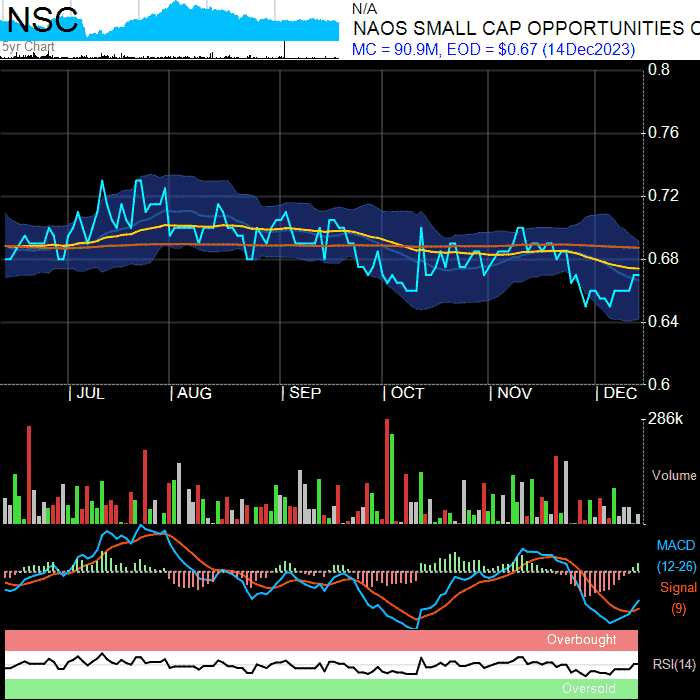 NSC
5yr Chart
N/A
NAOS SMALL CAP OPPORTUNITIES C
MC = 90.9M, EOD = $0.67 (14Dec2023)
0.8
0.76
0.72
0.68
0.64
0.6
JUL AUG SEP OCT NOV DEC
286k
Volume
MACD
(12-26)
Signal
(9)
Overbought
RSI(14)
Oversold